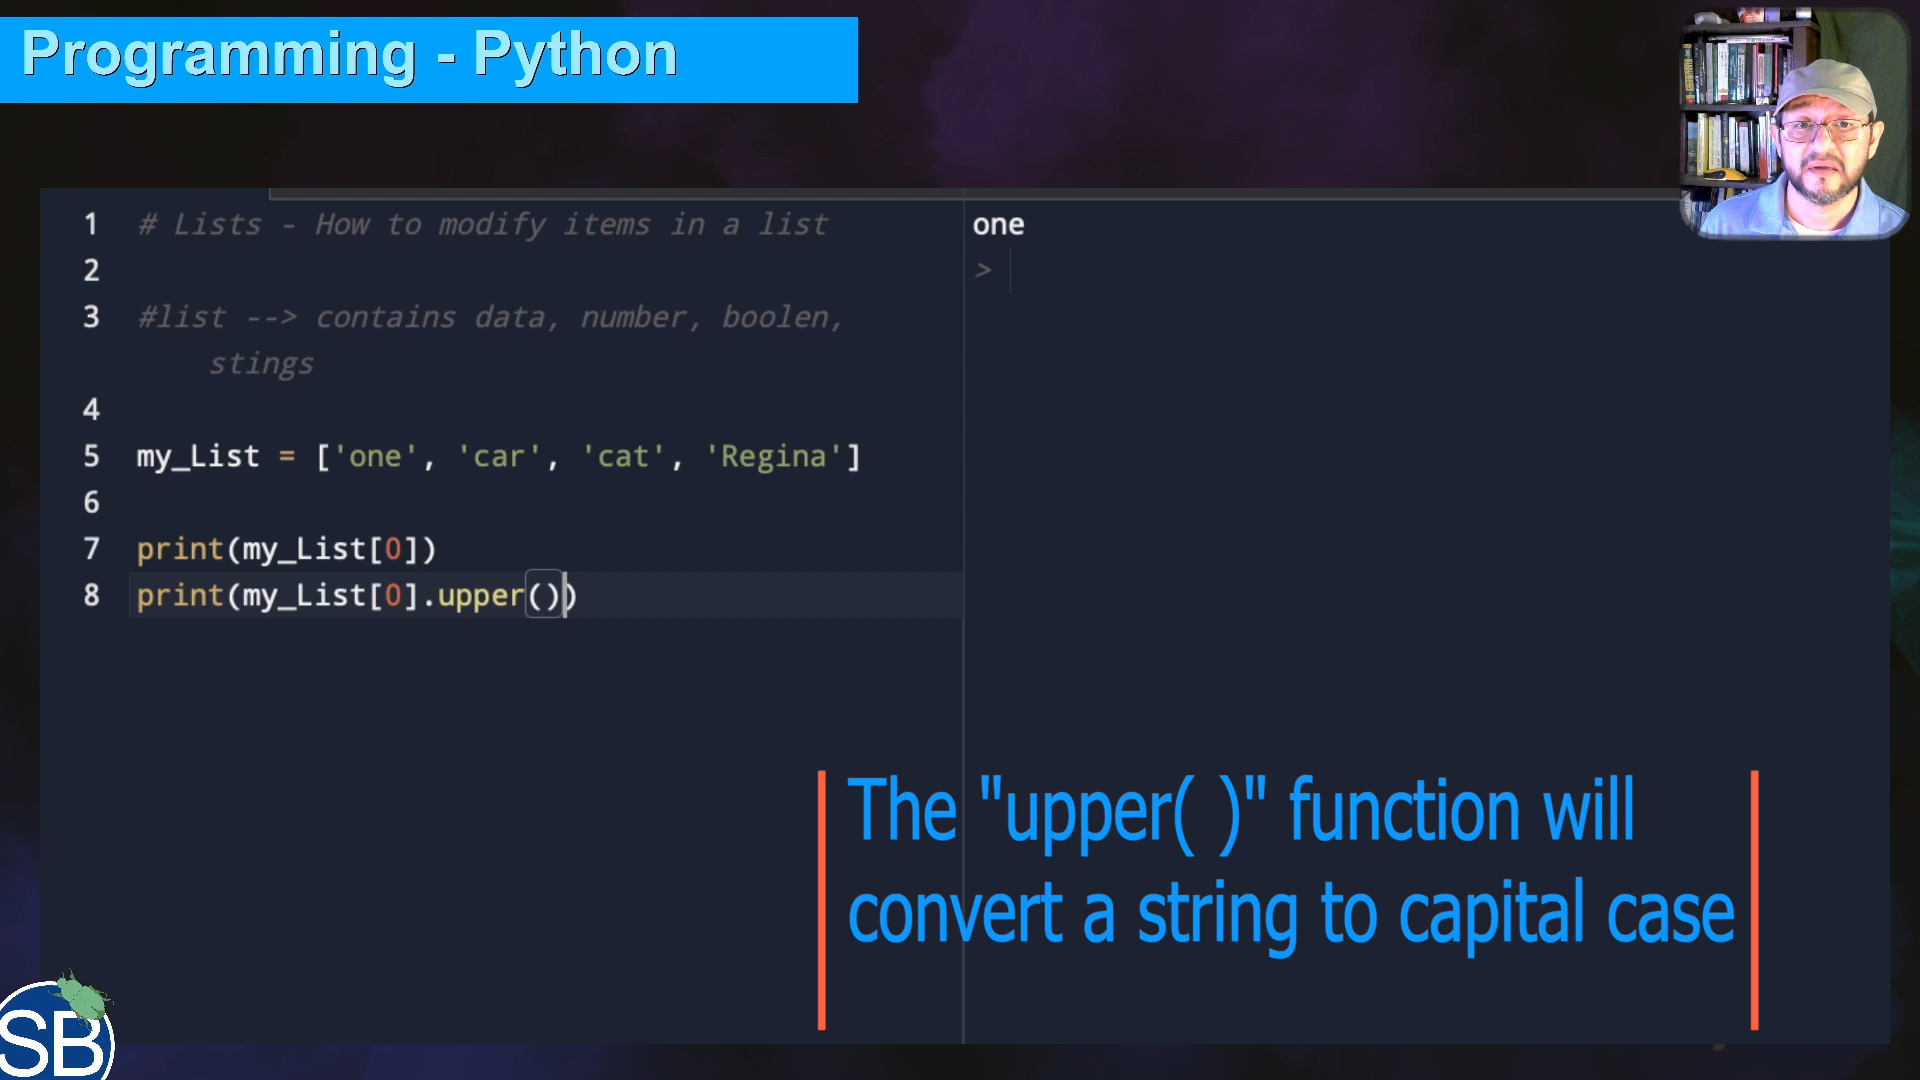 Programming - Python
1 # Lists - How to modify items in a list
2
3 #list --> contains data, number, boolen,
stings
4
5 my_List = ['one', 'car', 'cat', 'Regina']
6
7 print(my_List[0])
8 print(my_List[0].upper())
one
>
The "upper( )" function will
convert a string to capital case
SB